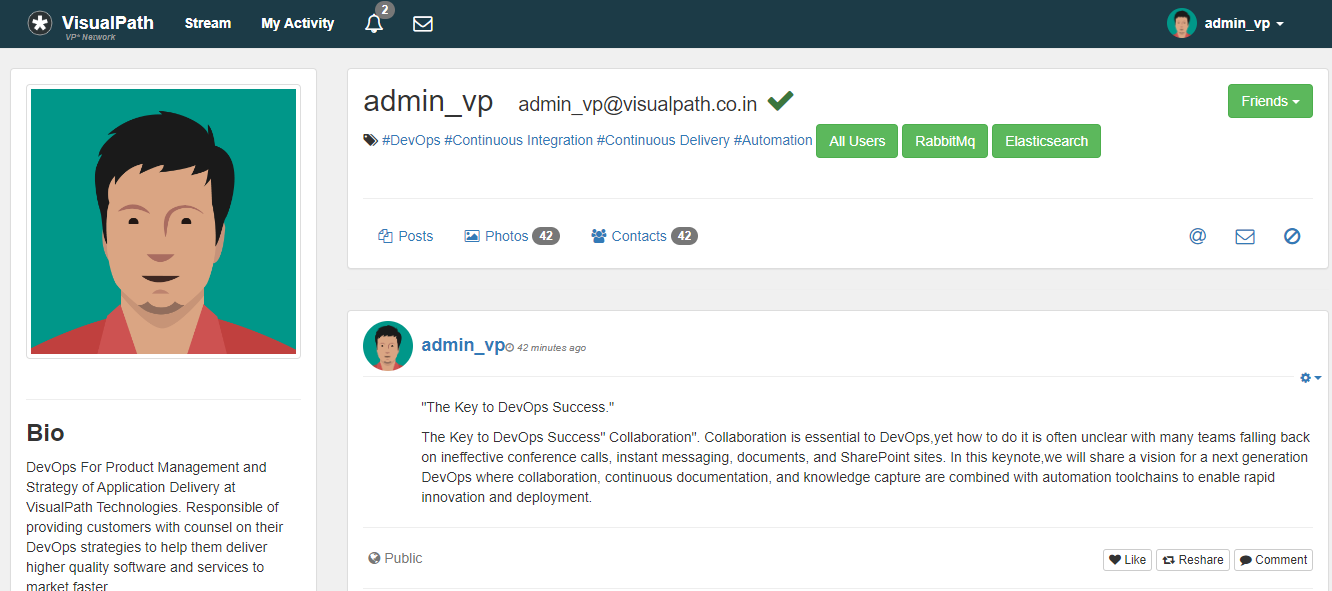 VisualPath Stream My Activity 2 admin_vp
VP* Network
admin_vp admin_vp@visualpath.co.in Friends
#DevOps #Continuous Integration #Continuous Delivery #Automation All Users RabbitMq Elasticsearch
Posts Photos 42 Contacts 42 @
admin_vp 42 minutes ago
"The Key to DevOps Success."
The Key to DevOps Success" Collaboration". Collaboration is essential to DevOps,yet how to do it is often unclear with many teams falling back
on ineffective conference calls, instant messaging, documents, and SharePoint sites. In this keynote,we will share a vision for a next generation
DevOps where collaboration, continuous documentation, and knowledge capture are combined with automation toolchains to enable rapid
innovation and deployment.
Public Like Reshare Comment
Bio
DevOps For Product Management and
Strategy of Application Delivery at
VisualPath Technologies. Responsible of
providing customers with counsel on their
DevOps strategies to help them deliver
higher quality software and services to
market faster